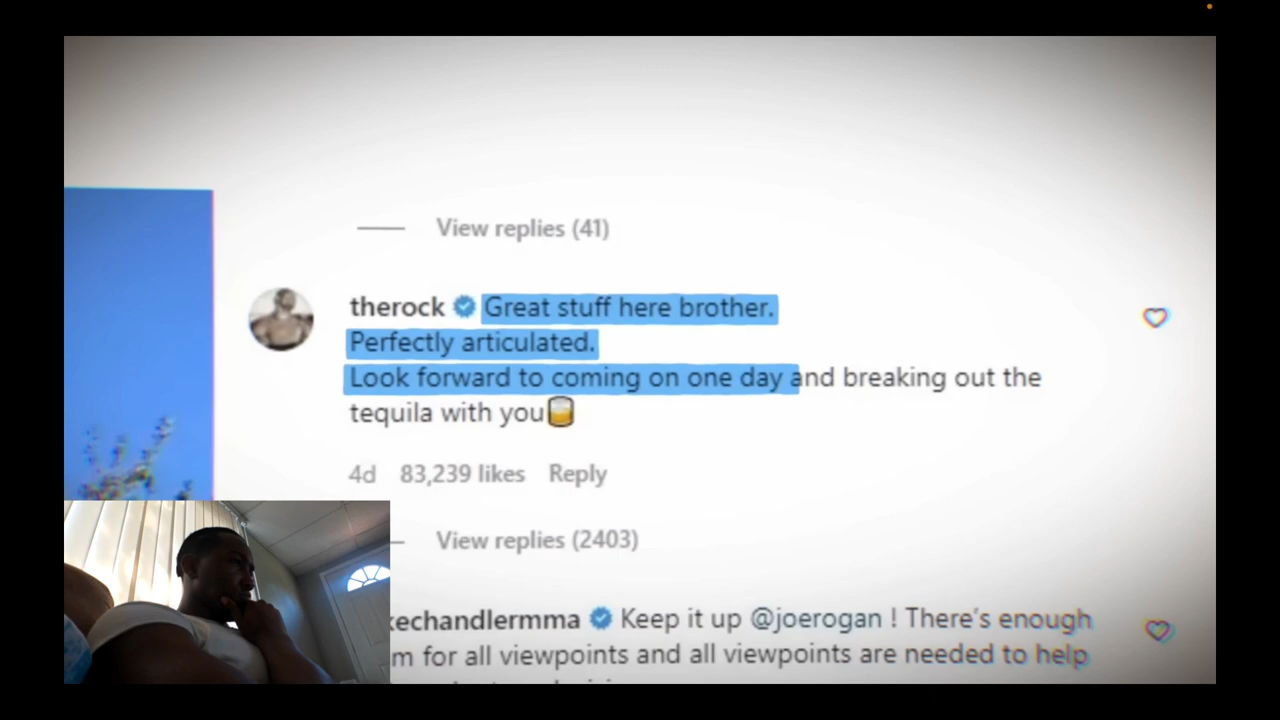 View replies (41)
therock Great stuff here brother.
Perfectly articulated.
Look forward to coming on one day and breaking out the
tequila with you
4d 83,239 likes Reply
View replies (2403)
echandlermma Keep it up @joerogan ! There's enough
m for all viewpoints and all viewpoints are needed to help